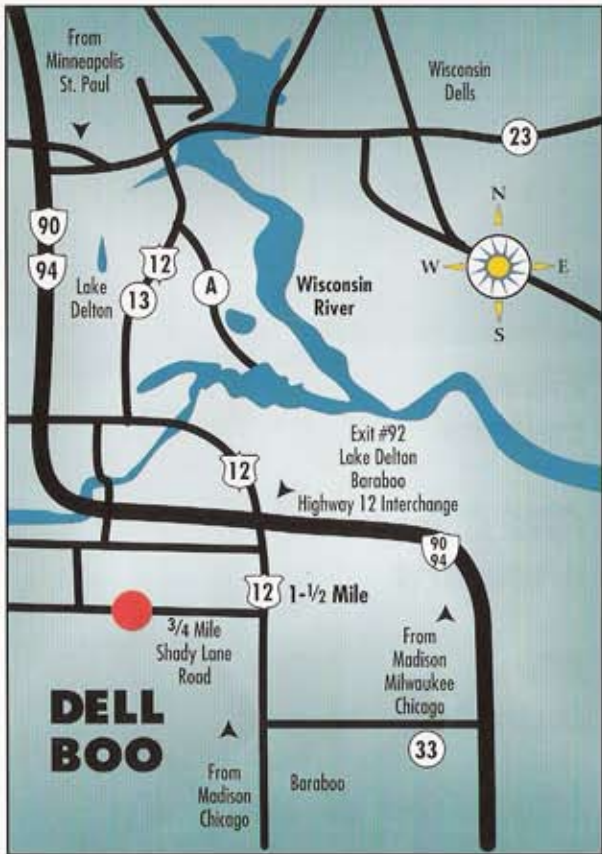 From
Minneapolis
St. Paul
Wisconsin
Dells
23
90
94
N
W
E
S
12
13
A
Lake
Delton
Wisconsin
River
Exit #92
Lake Delton
Baraboo
Highway 12 Interchange
12
90
94
12
1-1/2 Mile
3/4 Mile
Shady Lane
Road
From
Madison
Milwaukee
Chicago
DELL
BOO
33
From
Madison
Chicago
Baraboo